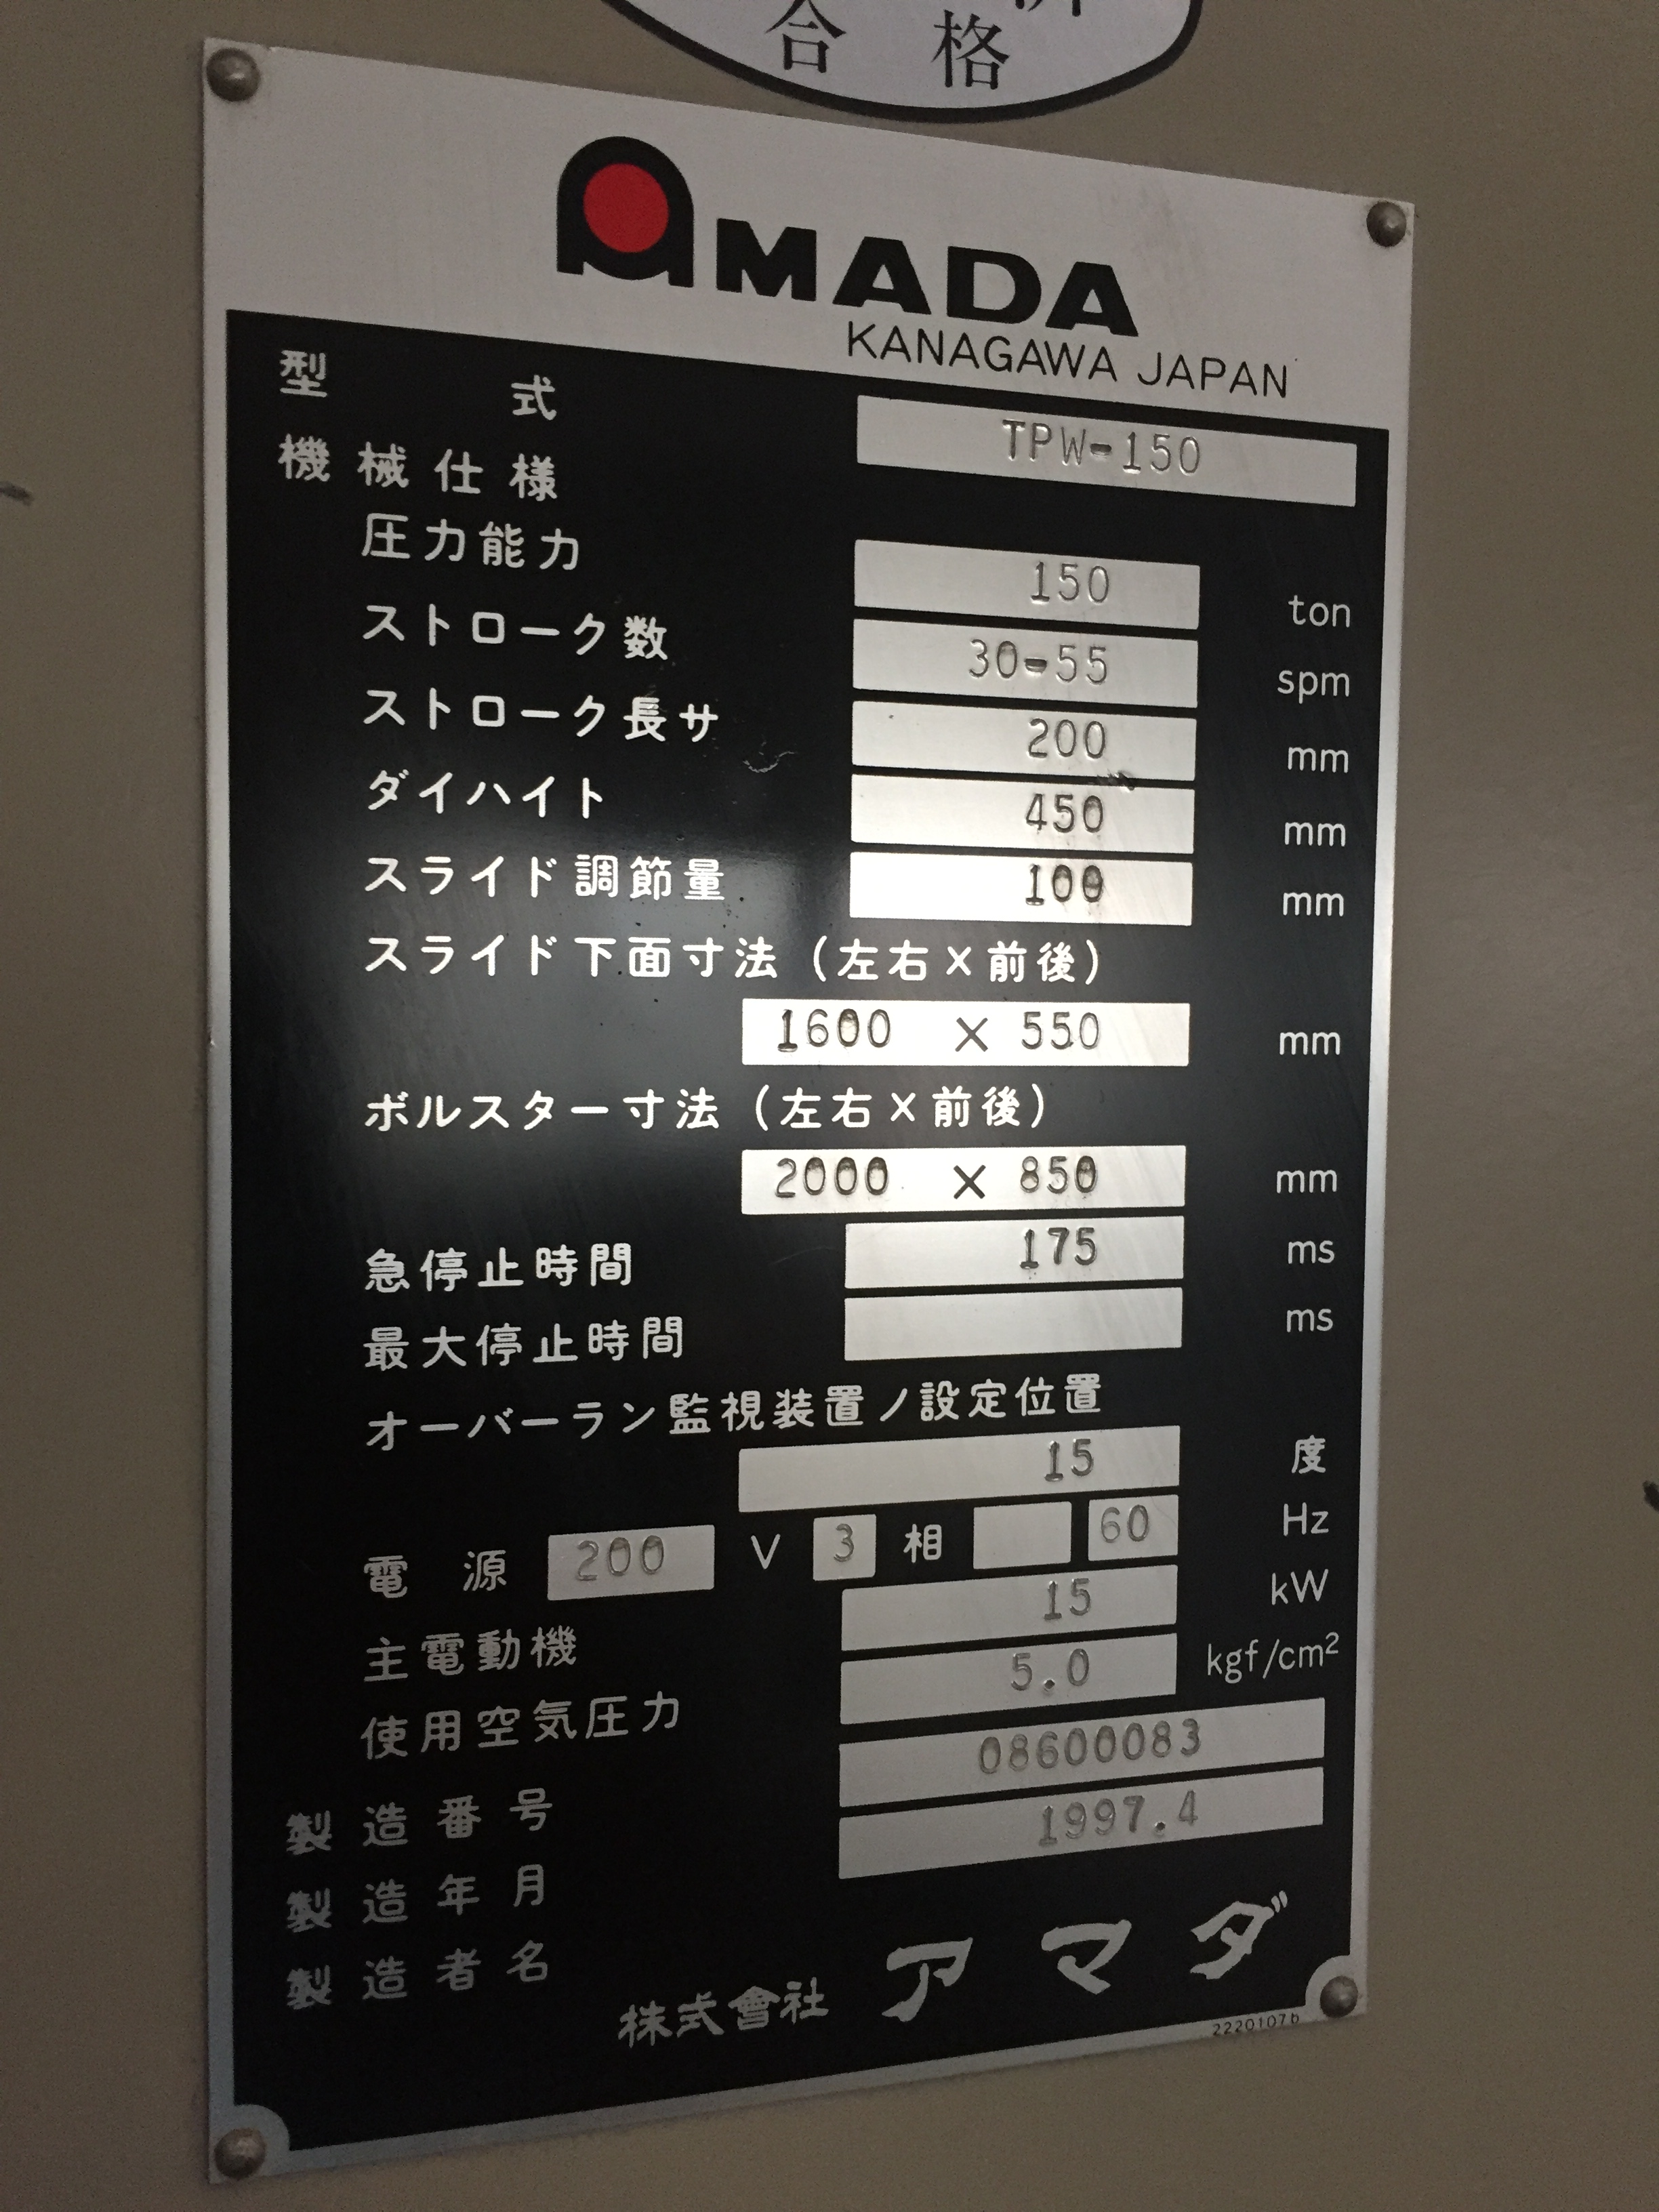 合格
AMADA
KANAGAWA JAPAN
型式 TPW-150
機械仕様
圧力能力 150 ton
ストローク数 30-55 spm
ストローク長サ 200 mm
ダイハイト 450 mm
スライド調節量 100 mm
スライド下面寸法(左右×前後)
1600 × 550 mm
ボルスター寸法(左右×前後)
2000 × 850 mm
急停止時間 175 ms
最大停止時間 ms
オーバーラン監視装置ノ設定位置
15 度
電源 200 V 3 相 60 Hz
主電動機 15 kW
使用空気圧力 5.0 kgf/cm²
製造番号 08600083
製造年月 1997.4
製造者名
株式會社 アマダ
2220107b